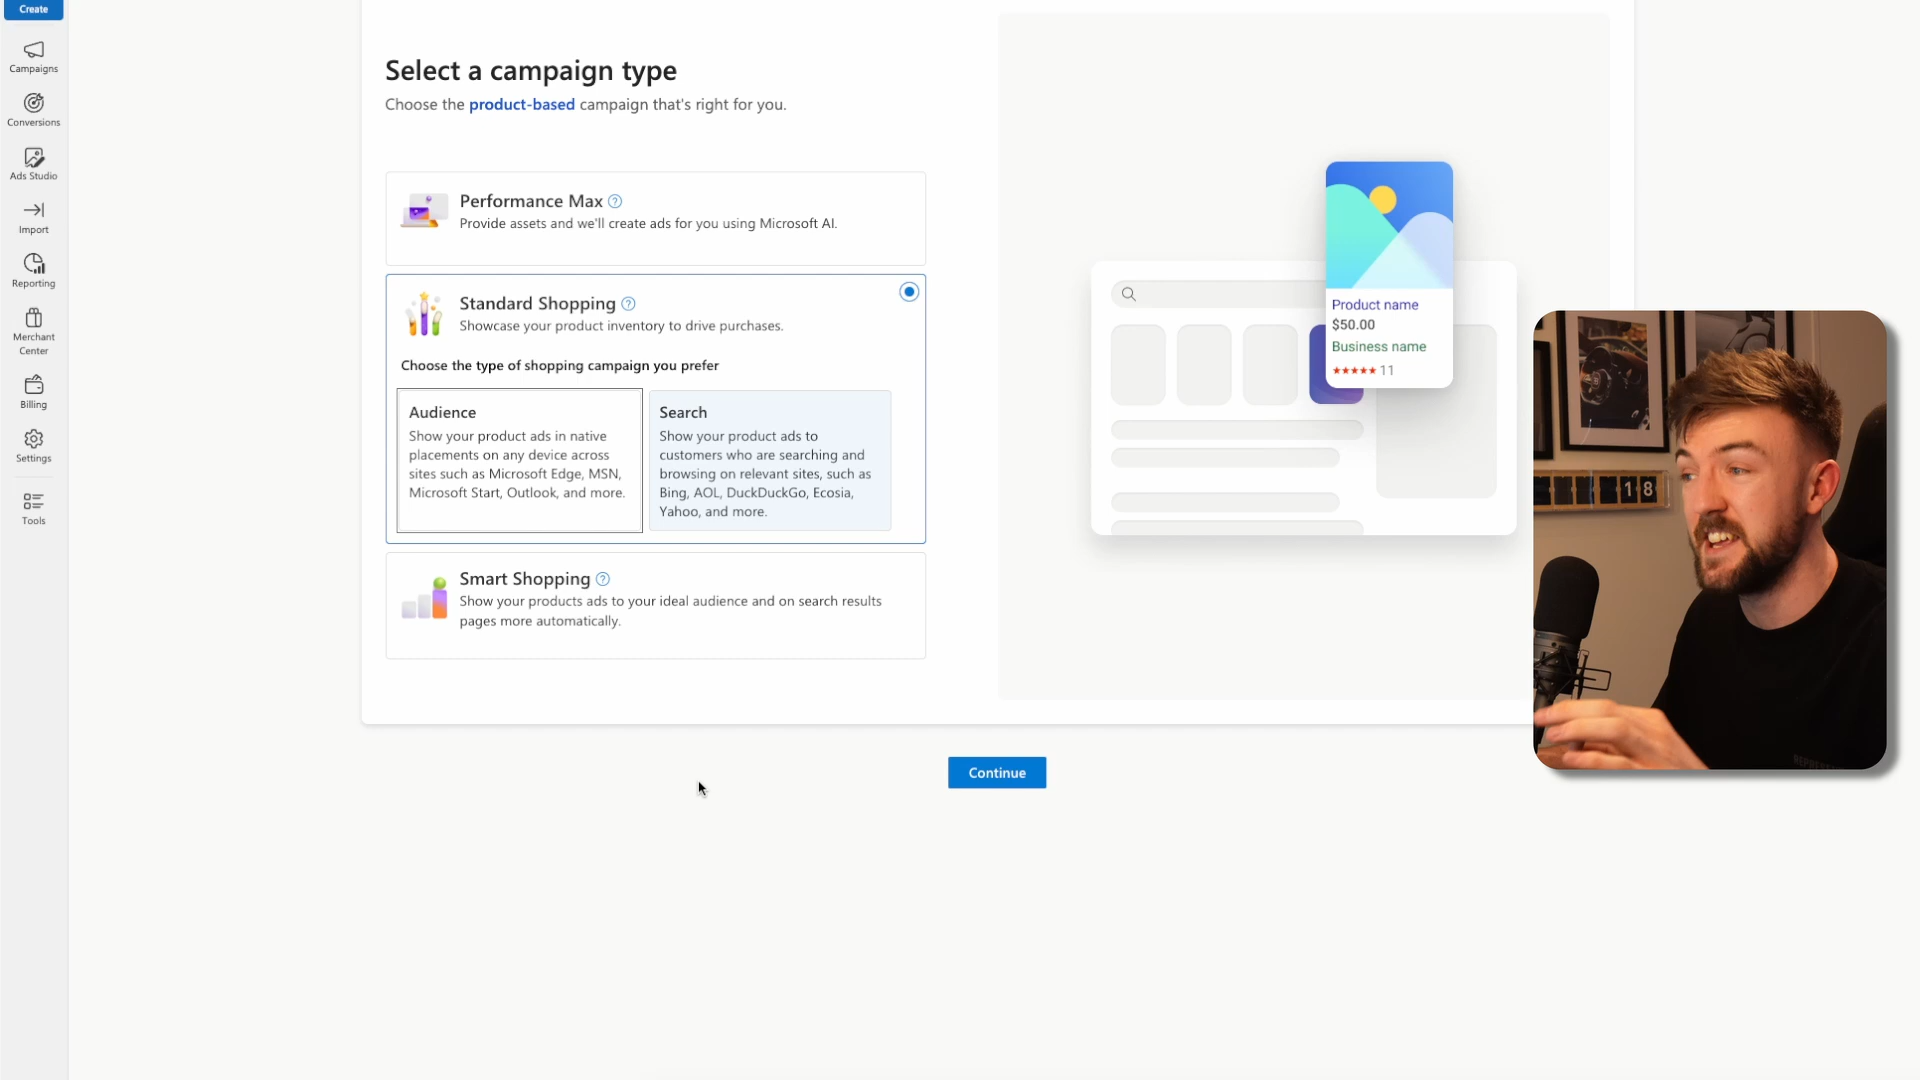 Create
Campaigns
Conversions
Ads Studio
Import
Reporting
Merchant
Center
Billing
Settings
Tools
Select a campaign type
Choose the product-based campaign that's right for you.
Performance Max
Provide assets and we'll create ads for you using Microsoft AI.
Standard Shopping
Showcase your product inventory to drive purchases.
Choose the type of shopping campaign you prefer
Audience
Show your product ads in native
placements on any device across
sites such as Microsoft Edge, MSN,
Microsoft Start, Outlook, and more.
Search
Show your product ads to
customers who are searching and
browsing on relevant sites, such as
Bing, AOL, DuckDuckGo, Ecosia,
Yahoo, and more.
Smart Shopping
Show your products ads to your ideal audience and on search results
pages more automatically.
Continue
Product name
$50.00
Business name
★★★★★ 11
18